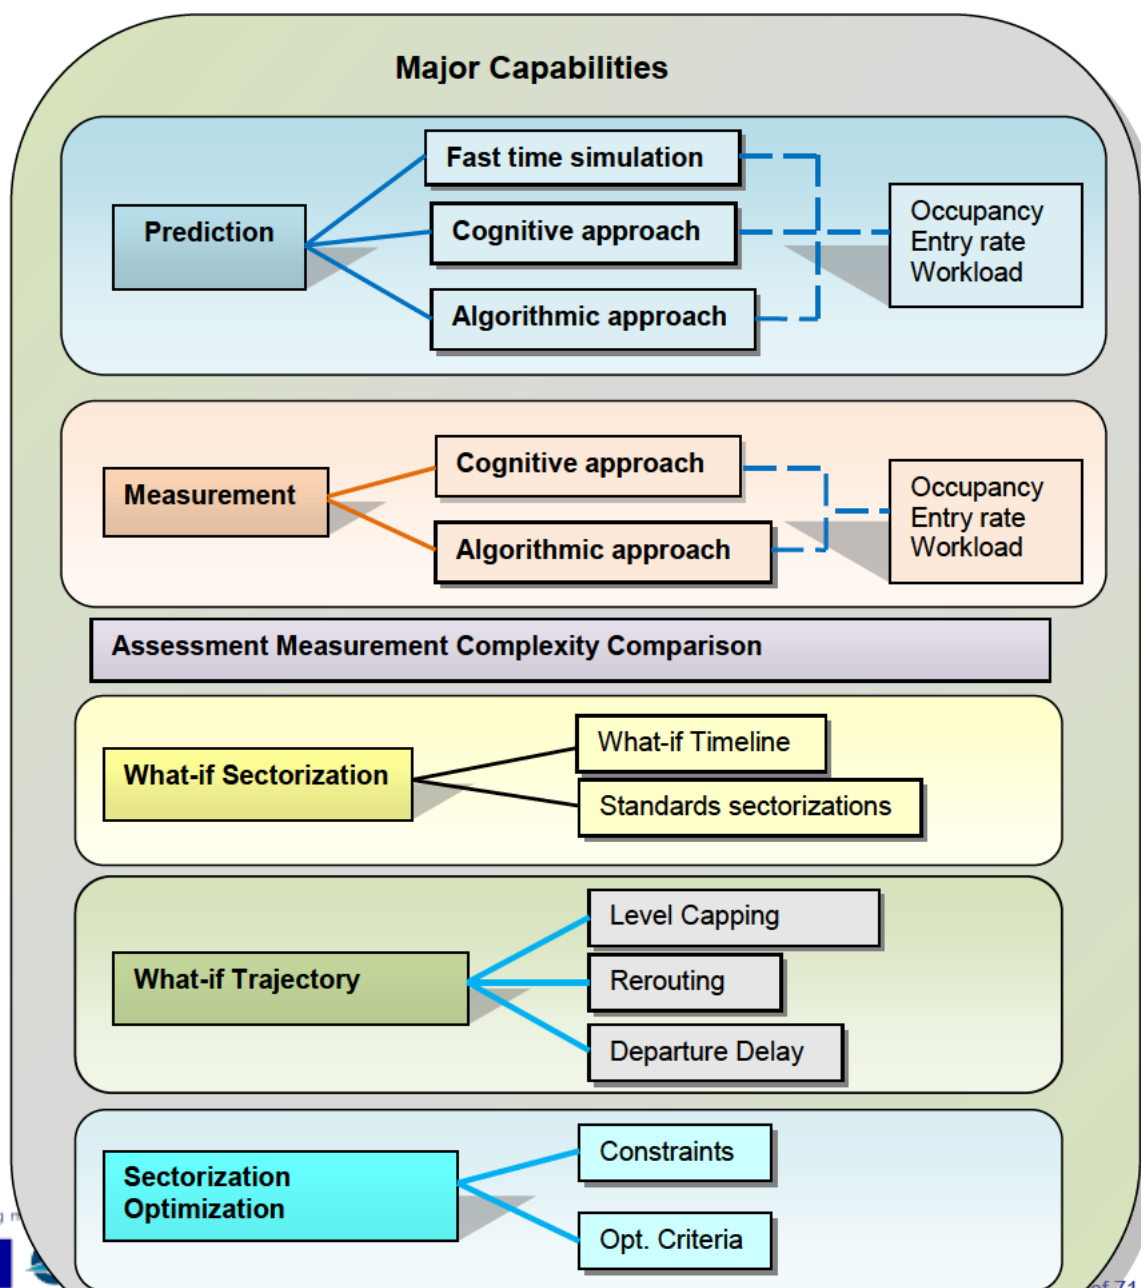 Major Capabilities
Fast time simulation
Prediction
Cognitive approach
Algorithmic approach
Occupancy
Entry rate
Workload
Measurement
Cognitive approach
Algorithmic approach
Occupancy
Entry rate
Workload
Assessment Measurement Complexity Comparison
What-if Sectorization
What-if Timeline
Standards sectorizations
What-if Trajectory
Level Capping
Rerouting
Departure Delay
Sectorization
Optimization
Constraints
Opt. Criteria
of 71